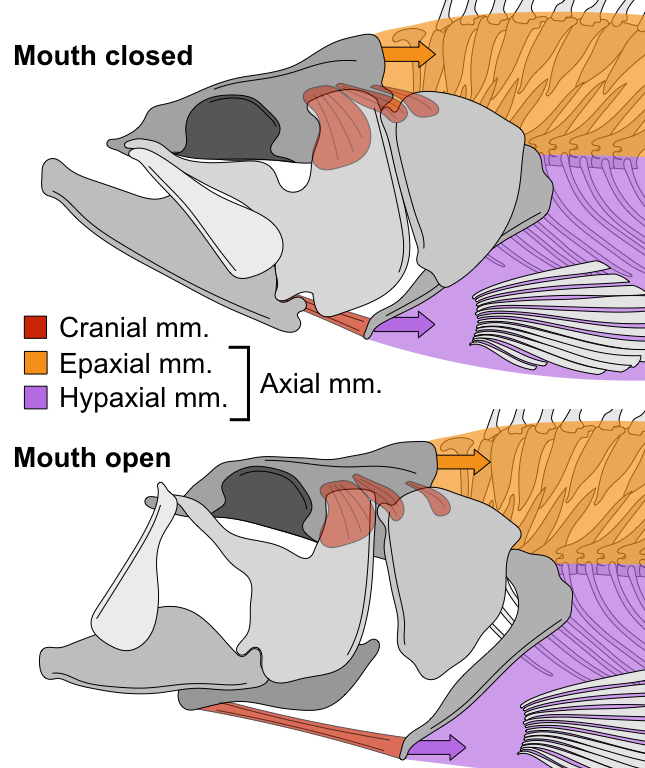 Mouth closed
Cranial mm.
Epaxial mm.
Hypaxial mm.
Axial mm.
Mouth open